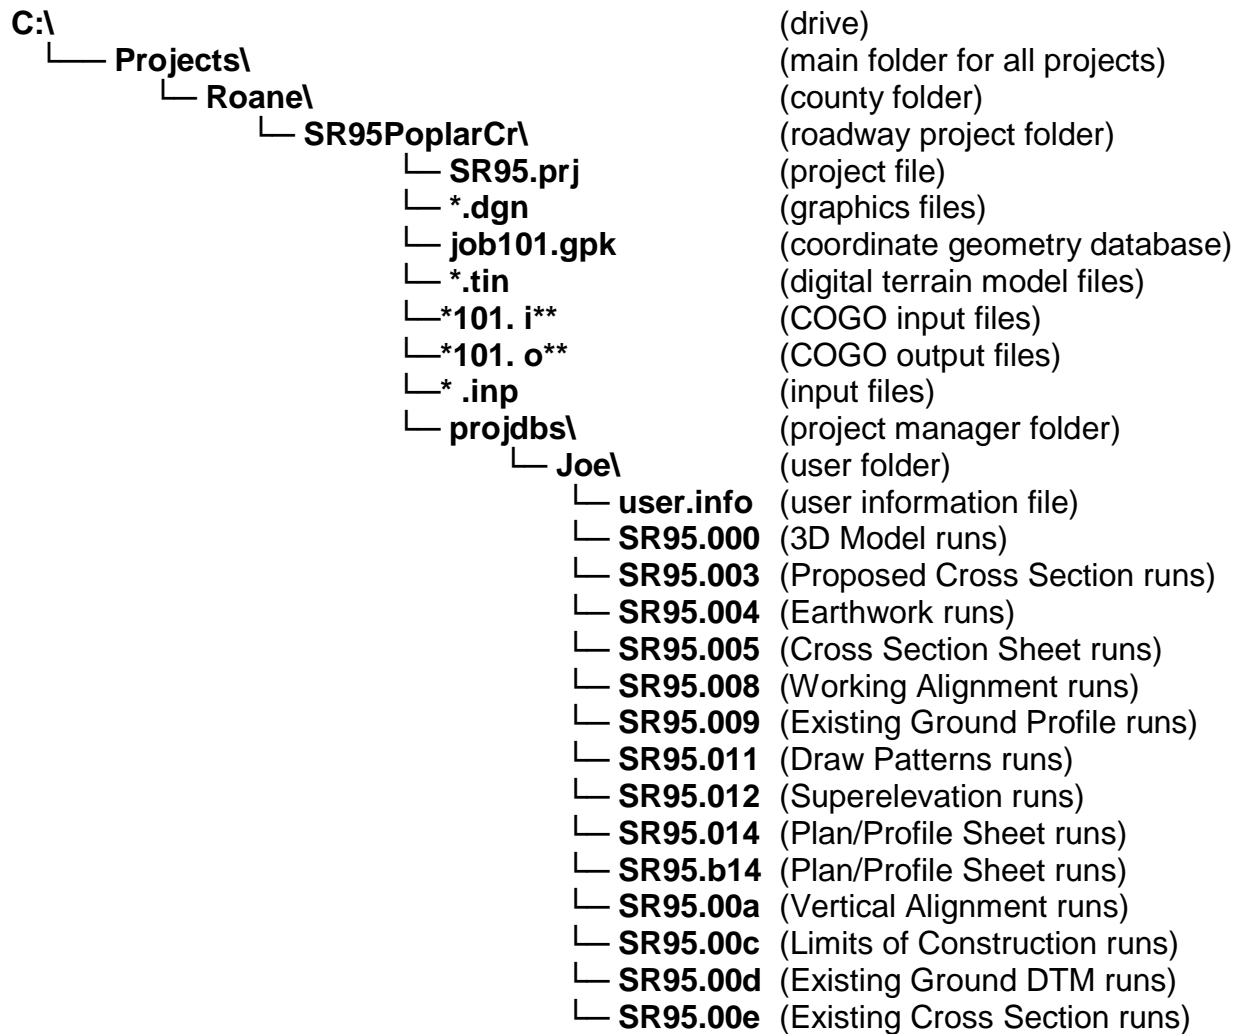 C:\ (drive)
Projects\ (main folder for all projects)
Roane\ (county folder)
SR95PoplarCr\ (roadway project folder)
SR95.prj (project file)
*.dgn (graphics files)
job101.gpk (coordinate geometry database)
*.tin (digital terrain model files)
*101. i** (COGO input files)
*101. o** (COGO output files)
* .inp (input files)
projdbs\ (project manager folder)
Joe\ (user folder)
user.info (user information file)
SR95.000 (3D Model runs)
SR95.003 (Proposed Cross Section runs)
SR95.004 (Earthwork runs)
SR95.005 (Cross Section Sheet runs)
SR95.008 (Working Alignment runs)
SR95.009 (Existing Ground Profile runs)
SR95.011 (Draw Patterns runs)
SR95.012 (Superelevation runs)
SR95.014 (Plan/Profile Sheet runs)
SR95.b14 (Plan/Profile Sheet runs)
SR95.00a (Vertical Alignment runs)
SR95.00c (Limits of Construction runs)
SR95.00d (Existing Ground DTM runs)
SR95.00e (Existing Cross Section runs)